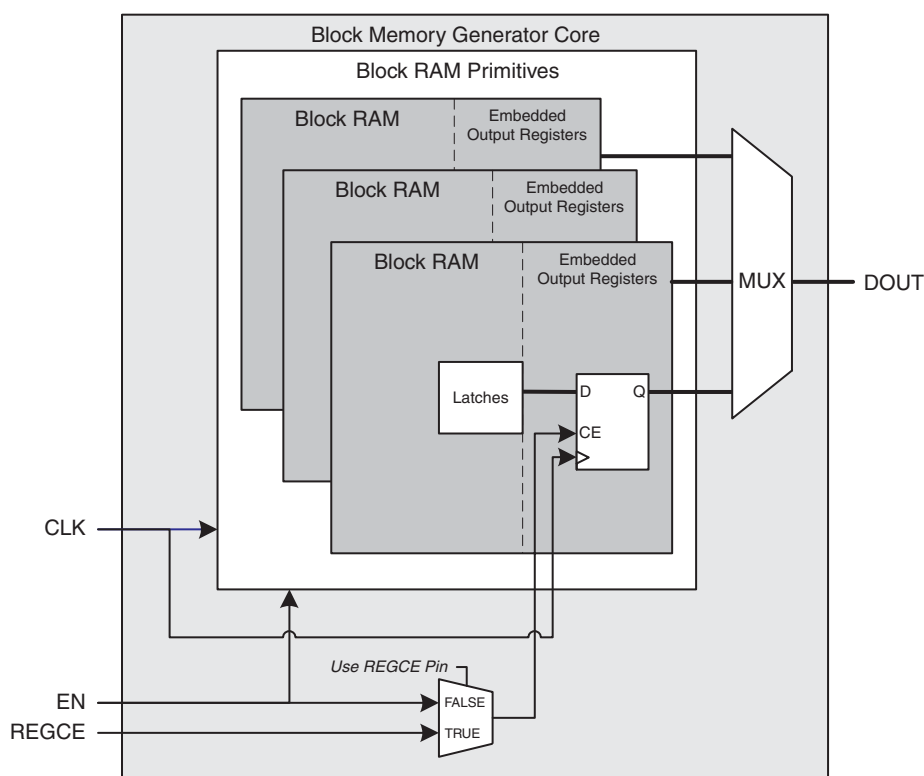 Block Memory Generator Core
Block RAM Primitives
Block RAM
Embedded
Output Registers
Block RAM
Embedded
Output Registers
Block RAM
Embedded
Output Registers
MUX
DOUT
Latches
D
Q
CE
CLK
Use REGCE Pin
EN
FALSE
REGCE
TRUE